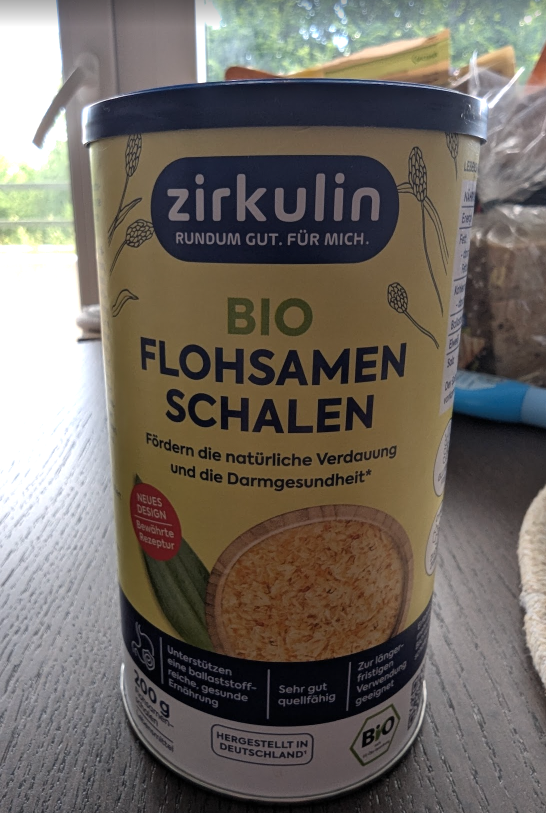 zirkulin
RUNDUM GUT. FÜR MICH.
BIO
FLOHSAMEN
SCHALEN
Fördern die natürliche Verdauung
und die Darmgesundheit*
NEUES
DESIGN
Bewährte
Rezeptur
Unterstützen
eine ballaststoff-
reiche, gesunde
Ernährung
Sehr gut
quellfähig
Zur länger-
fristigen
Verwendung
geeignet
200 g
HERGESTELLT IN
DEUTSCHLAND¹
Bio